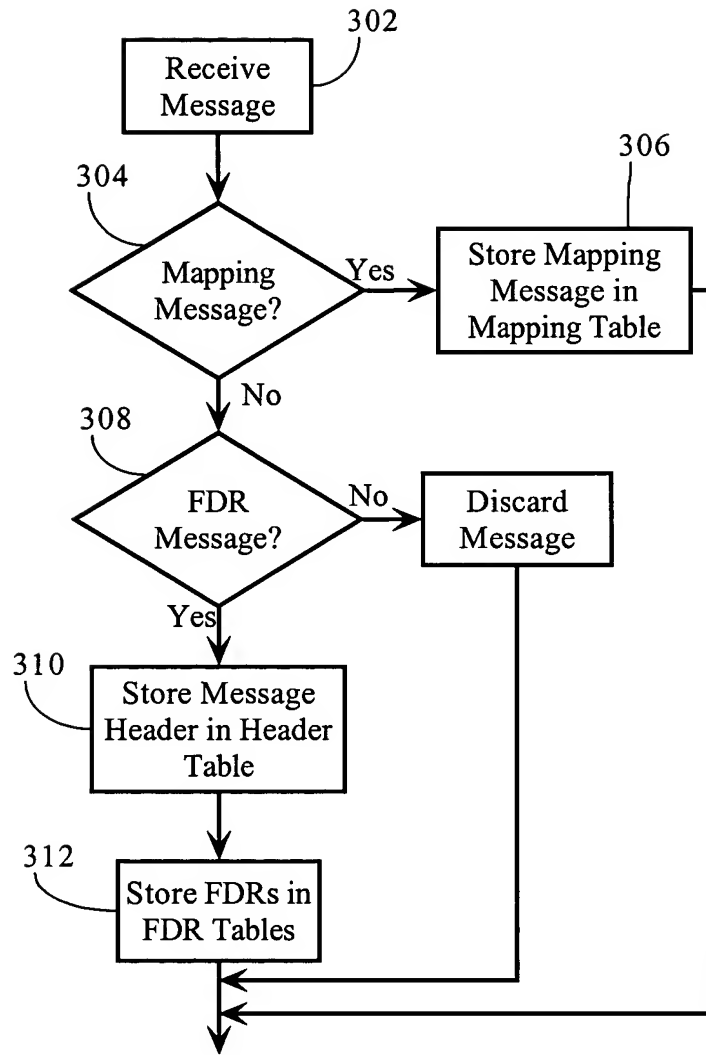 302
Receive
Message
304
306
Mapping
Message?
Yes
Store Mapping
Message in
Mapping Table
No
308
FDR
Message?
No
Discard
Message
Yes
310
Store Message
Header in Header
Table
312
Store FDRs in
FDR Tables